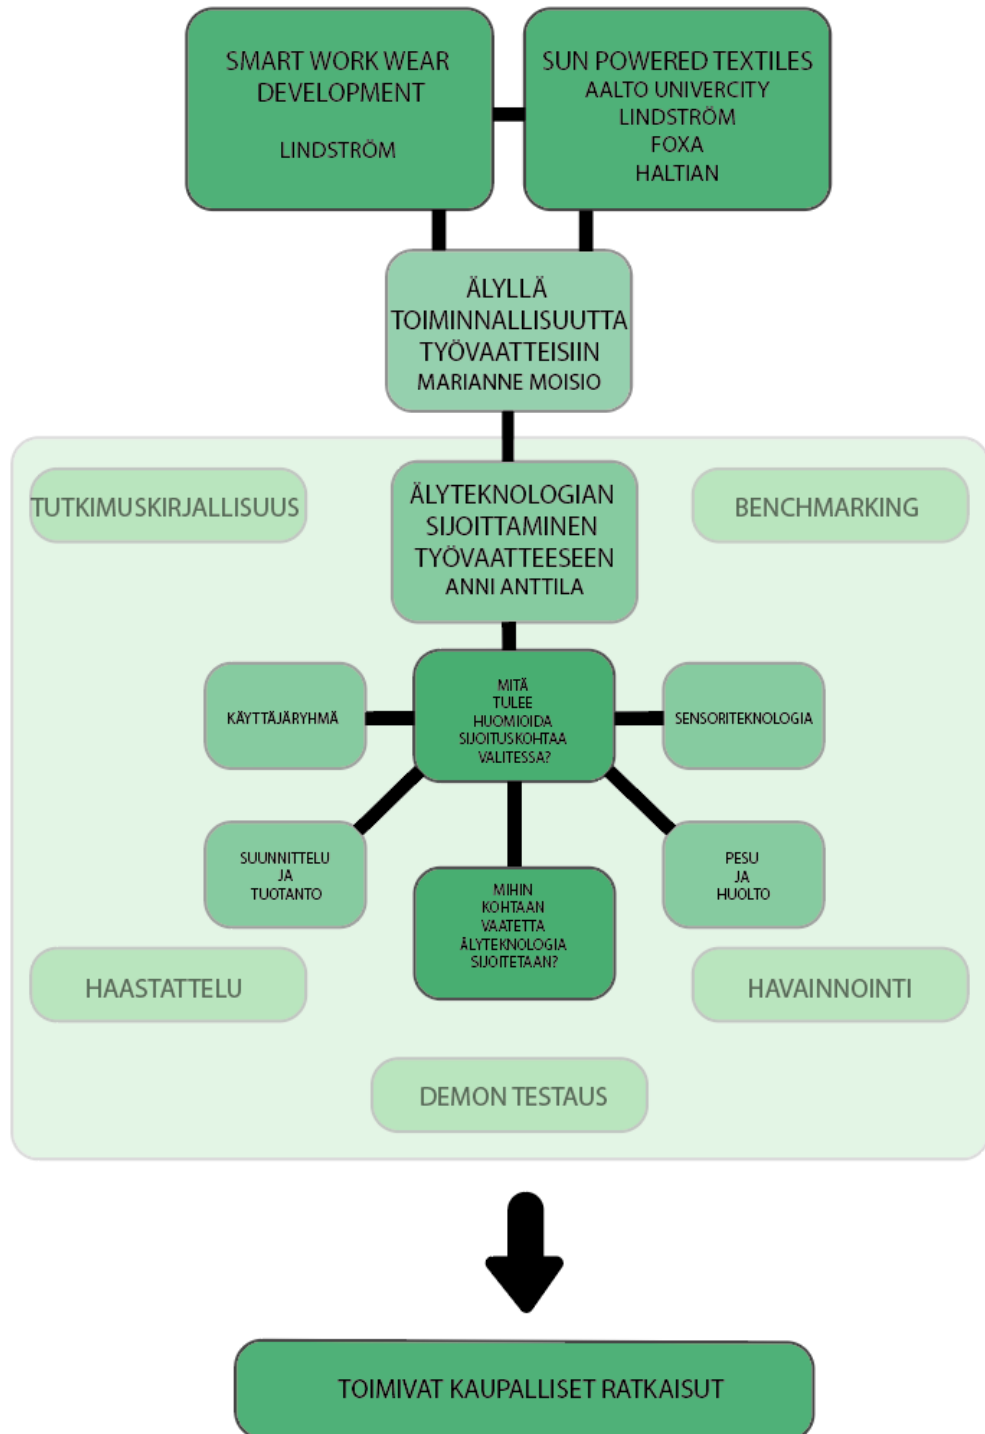 SMART WORK WEAR
DEVELOPMENT
LINDSTRÖM
SUN POWERED TEXTILES
AALTO UNIVERCITY
LINDSTRÖM
FOXA
HALTIAN
ÄLYLLÄ
TOIMINNALLISUUTTA
TYÖVAATTEISIIN
MARIANNE MOISIO
TUTKIMUSKIRJALLISUUS
ÄLYTEKNOLOGIAN
SIJOITTAMINEN
TYÖVAATTEESEEN
ANNI ANTTILA
BENCHMARKING
KÄYTTÄJÄRYHMÄ
MITÄ
TULEE
HUOMIOIDA
SIJOITUSKOHTAA
VALITESSA?
SENSORITEKNOLOGIA
SUUNNITTELU
JA
TUOTANTO
MIHIN
KOHTAAN
VAATETTA
ÄLYTEKNOLOGIA
SIJOITETAAN?
PESU
JA
HUOLTO
HAASTATTELU
HAVAINNOINTI
DEMON TESTAUS
TOIMIVAT KAUPALLISET RATKAISUT